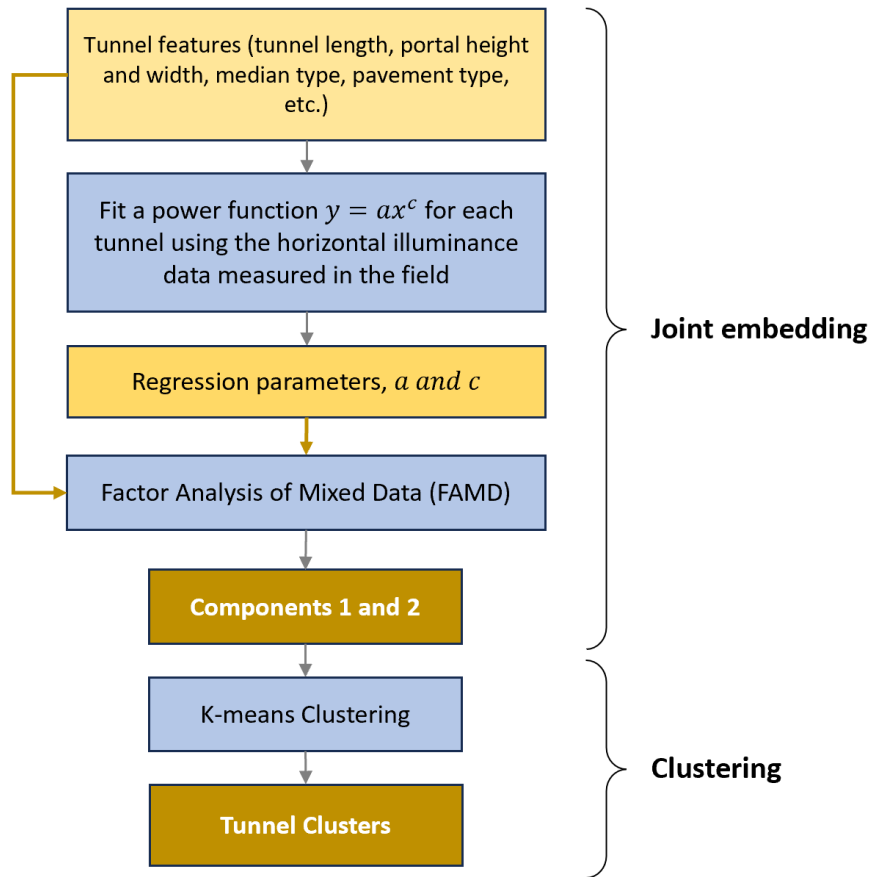 Tunnel features (tunnel length, portal height
and width, median type, pavement type,
etc.)
Fit a power function y = ax^c for each
tunnel using the horizontal illuminance
data measured in the field
Regression parameters, a and c
Factor Analysis of Mixed Data (FAMD)
Components 1 and 2
Joint embedding
K-means Clustering
Tunnel Clusters
Clustering